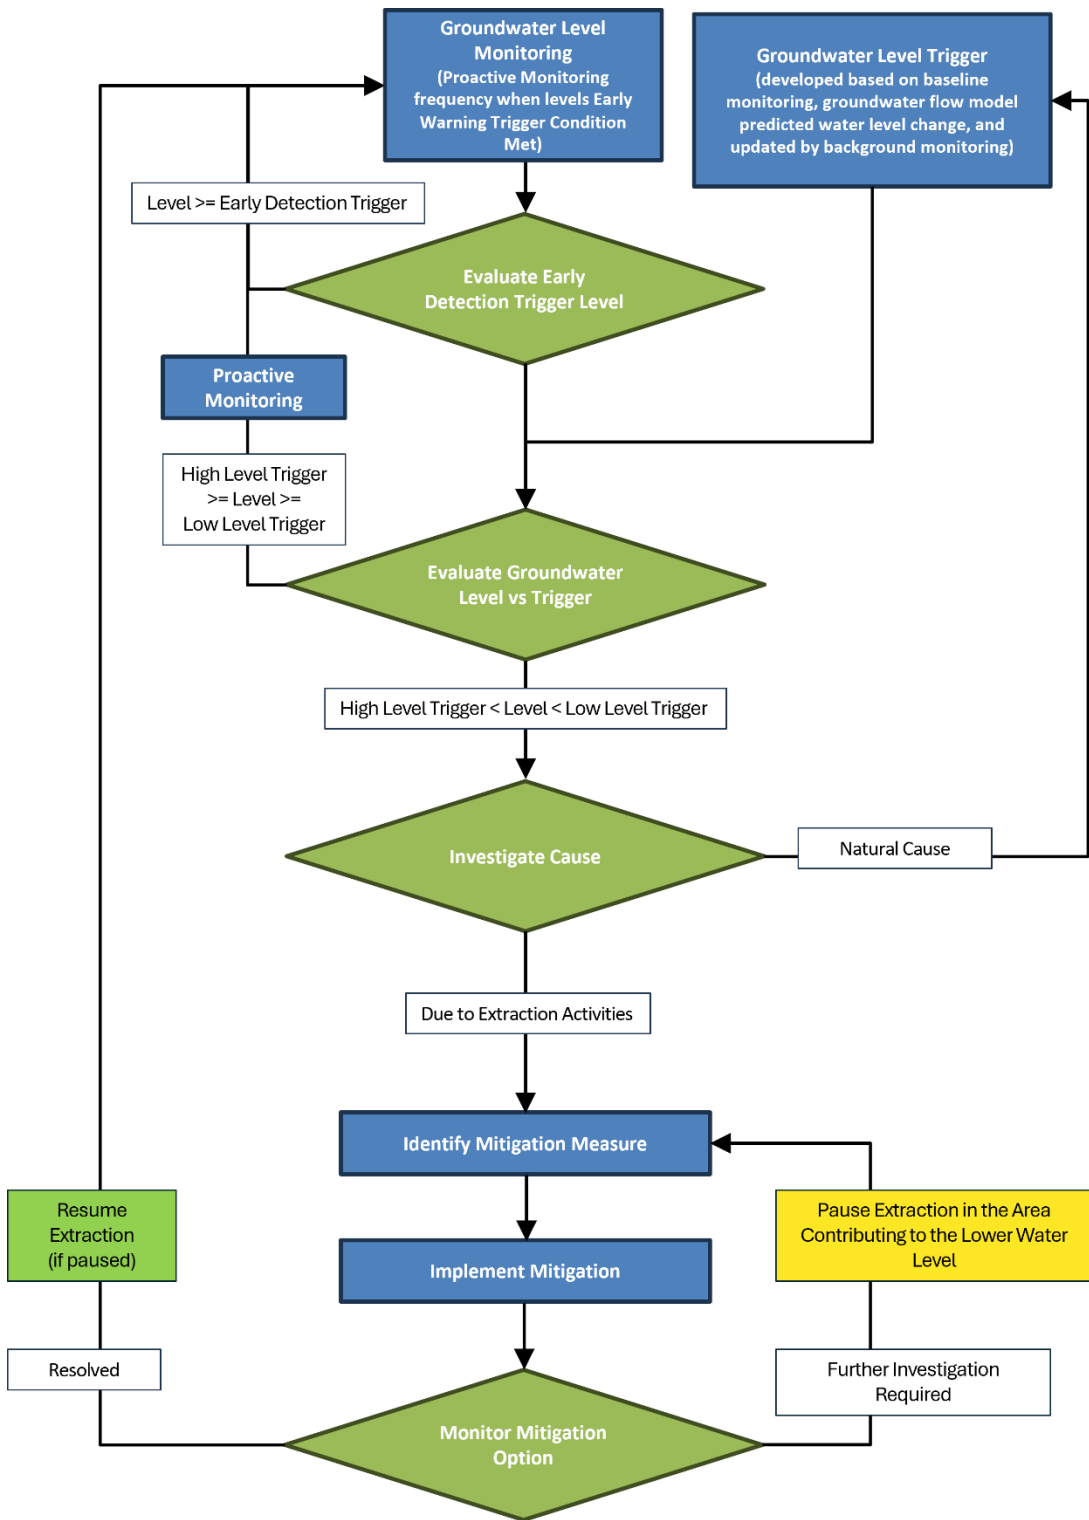 Groundwater Level
Monitoring
(Proactive Monitoring
frequency when levels Early
Warning Trigger Condition
Met)
Groundwater Level Trigger
(developed based on baseline
monitoring, groundwater flow model
predicted water level change, and
updated by background monitoring)
Level >= Early Detection Trigger
Evaluate Early
Detection Trigger Level
Proactive
Monitoring
High Level Trigger
>= Level >=
Low Level Trigger
Evaluate Groundwater
Level vs Trigger
High Level Trigger < Level < Low Level Trigger
Investigate Cause
Natural Cause
Due to Extraction Activities
Identify Mitigation Measure
Resume
Extraction
(if paused)
Pause Extraction in the Area
Contributing to the Lower Water
Level
Implement Mitigation
Resolved
Further Investigation
Required
Monitor Mitigation
Option